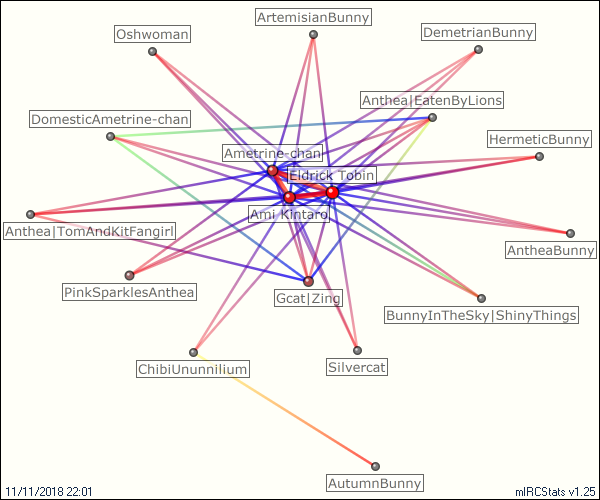 ArtemisianBunny
Oshwoman
DemetrianBunny
Anthea|EatenByLions
DomesticAmetrine-chan
HermeticBunny
Ametrine-chan
Eldrick Tobin
Ami Kintaro
Anthea|TomAndKitFangirl
AntheaBunny
PinkSparklesAnthea
Gcat|Zing
BunnyInTheSky|ShinyThings
ChibiUnunnilium
Silvercat
AutumnBunny
11/11/2018 22:01
mIRCStats v1.25